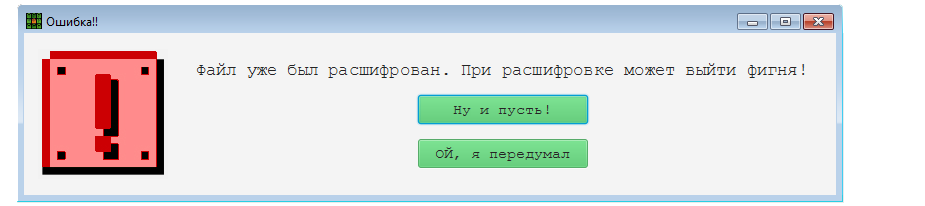 Ошибка!!
Файл уже был расшифрован. При расшифровке может выйти фигня!
Ну и пусть!
ОЙ, я передумал